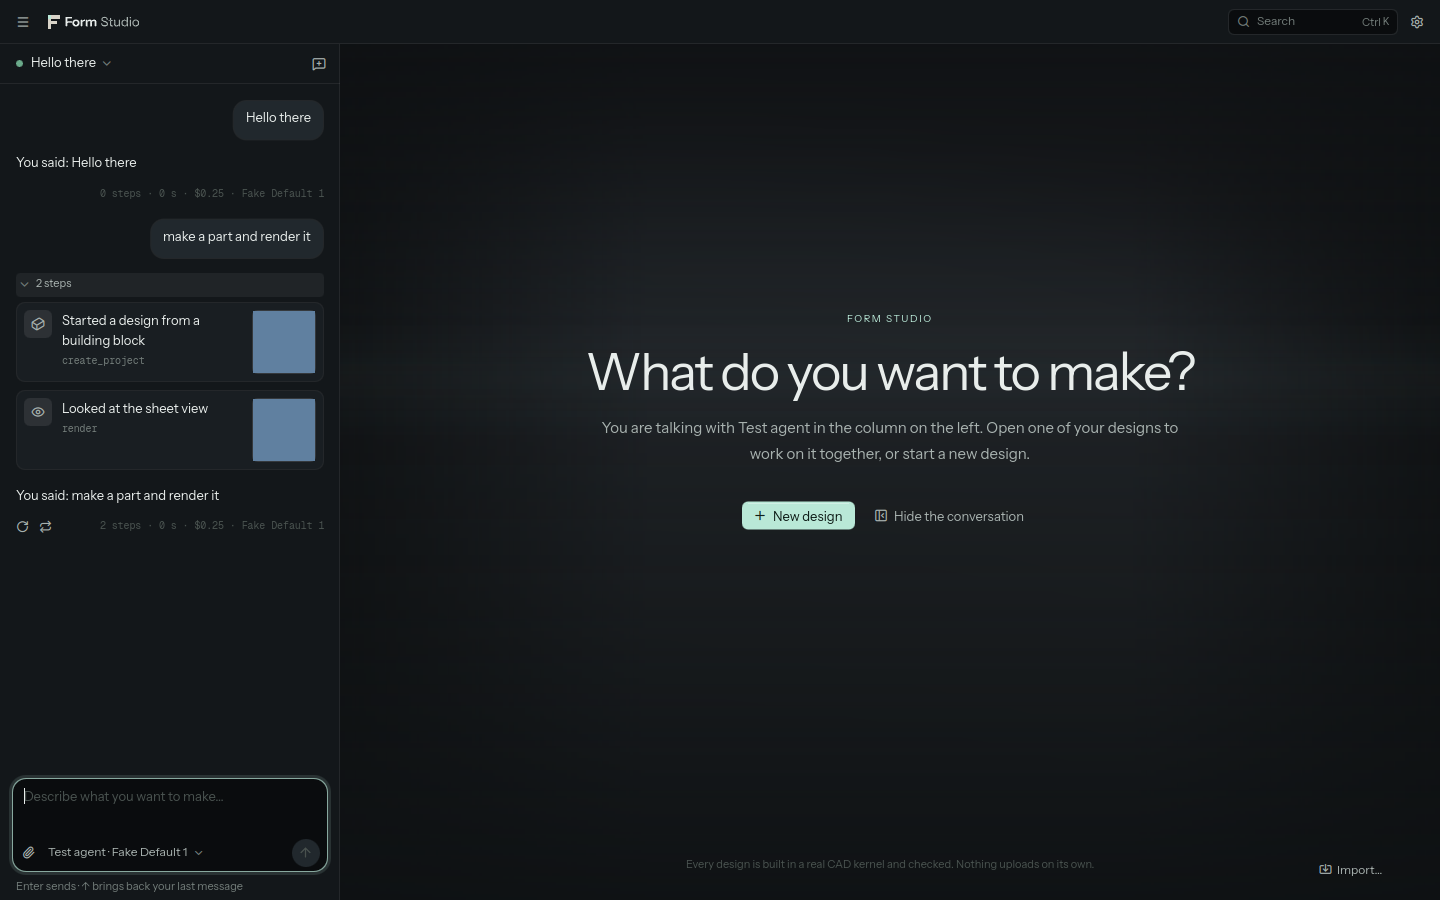 Form Studio
Search
Ctrl K
Hello there
Hello there
You said: Hello there
0 steps · 0 s · $0.25 · Fake Default 1
make a part and render it
2 steps
Started a design from a
building block
create_project
Looked at the sheet view
render
You said: make a part and render it
2 steps · 0 s · $0.25 · Fake Default 1
Describe what you want to make...
Test agent · Fake Default 1
Enter sends · ↑ brings back your last message
FORM STUDIO
What do you want to make?
You are talking with Test agent in the column on the left. Open one of your designs to
work on it together, or start a new design.
New design
Hide the conversation
Every design is built in a real CAD kernel and checked. Nothing uploads on its own.
Import...